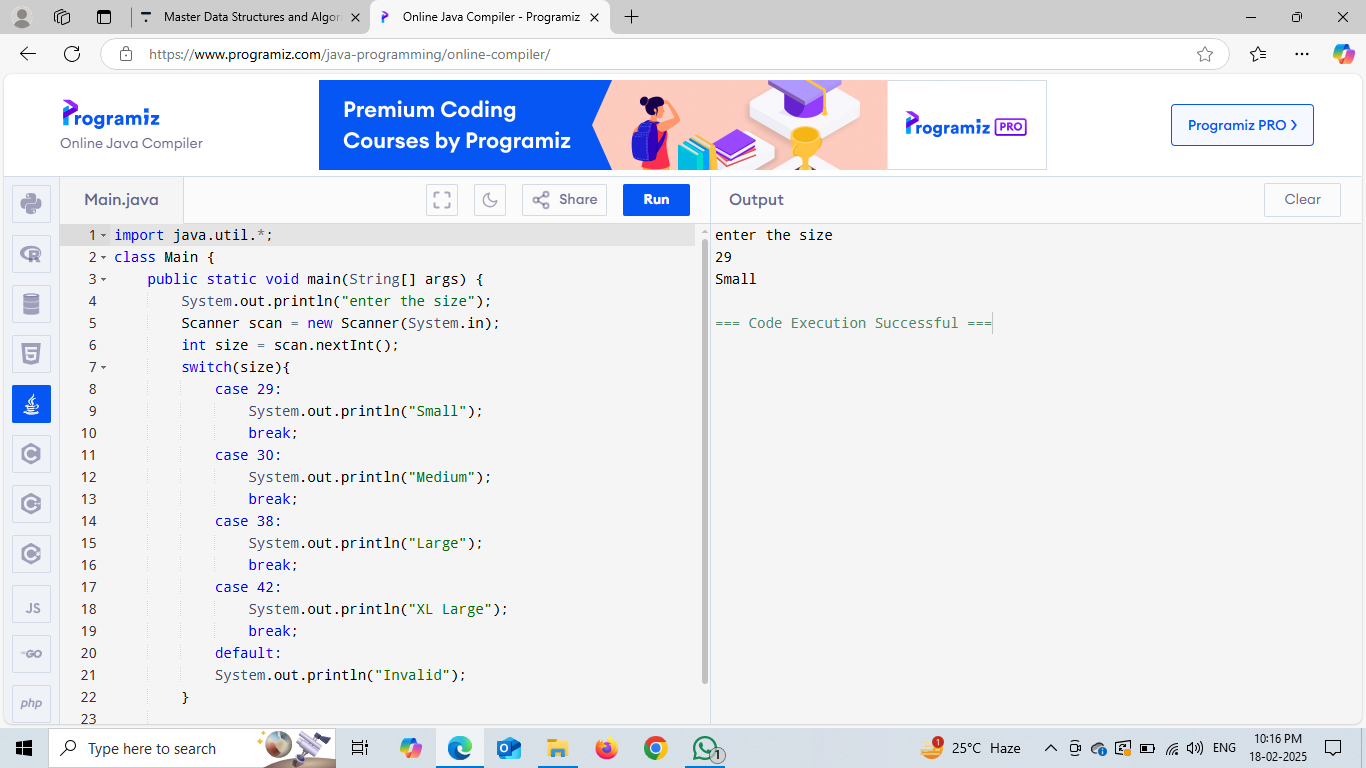 Master Data Structures and Algori
Online Java Compiler - Programiz
https://www.programiz.com/java-programming/online-compiler/
Programiz
Online Java Compiler
Premium Coding
Courses by Programiz
Programiz PRO
Programiz PRO >
Main.java
Share
Run
Output
Clear
1 import java.util.*;
2 class Main {
3     public static void main(String[] args) {
4         System.out.println("enter the size");
5         Scanner scan = new Scanner(System.in);
6         int size = scan.nextInt();
7         switch(size){
8             case 29:
9                 System.out.println("Small");
10                 break;
11             case 30:
12                 System.out.println("Medium");
13                 break;
14             case 38:
15                 System.out.println("Large");
16                 break;
17             case 42:
18                 System.out.println("XL Large");
19                 break;
20             default:
21             System.out.println("Invalid");
22         }
23
enter the size
29
Small
=== Code Execution Successful ===
JS
GO
php
Type here to search
1
1
25°C Haze
ENG
10:16 PM
18-02-2025